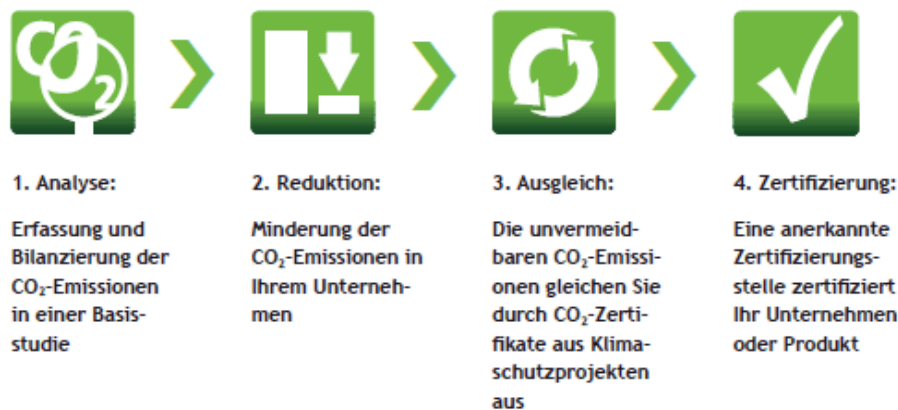 CO2
1. Analyse:
Erfassung und
Bilanzierung der
CO₂-Emissionen
in einer Basis-
studie
2. Reduktion:
Minderung der
CO₂-Emissionen in
Ihrem Unterneh-
men
3. Ausgleich:
Die unvermeid-
baren CO₂-Emissi-
onen gleichen Sie
durch CO₂-Zerti-
fikate aus Klima-
schutzprojekten
aus
4. Zertifizierung:
Eine anerkannte
Zertifizierungs-
stelle zertifiziert
Ihr Unternehmen
oder Produkt